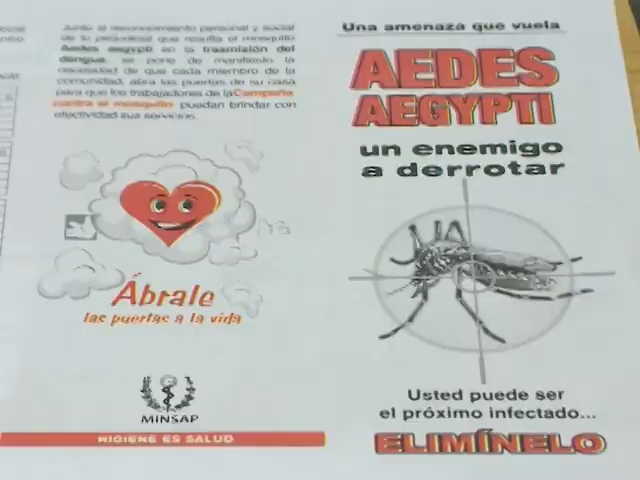 Junto al reconocimiento personal y social
de lo perjudicial que resulta el mosquito
Aedes aegypti en la trasmisión del
dengue, se pone de manifiesto la
necesidad de que cada miembro de la
comunidad, abra las puertas de su casa
para que los trabajadores de la Campaña
contra el mosquito puedan brindar con
efectividad sus servicios.
Ábrale
las puertas a la vida
MINSAP
HIGIENE ES SALUD
Una amenaza que vuela
AEDES
AEGYPTI
un enemigo
a derrotar
Usted puede ser
el próximo infectado...
ELIMÍNELO